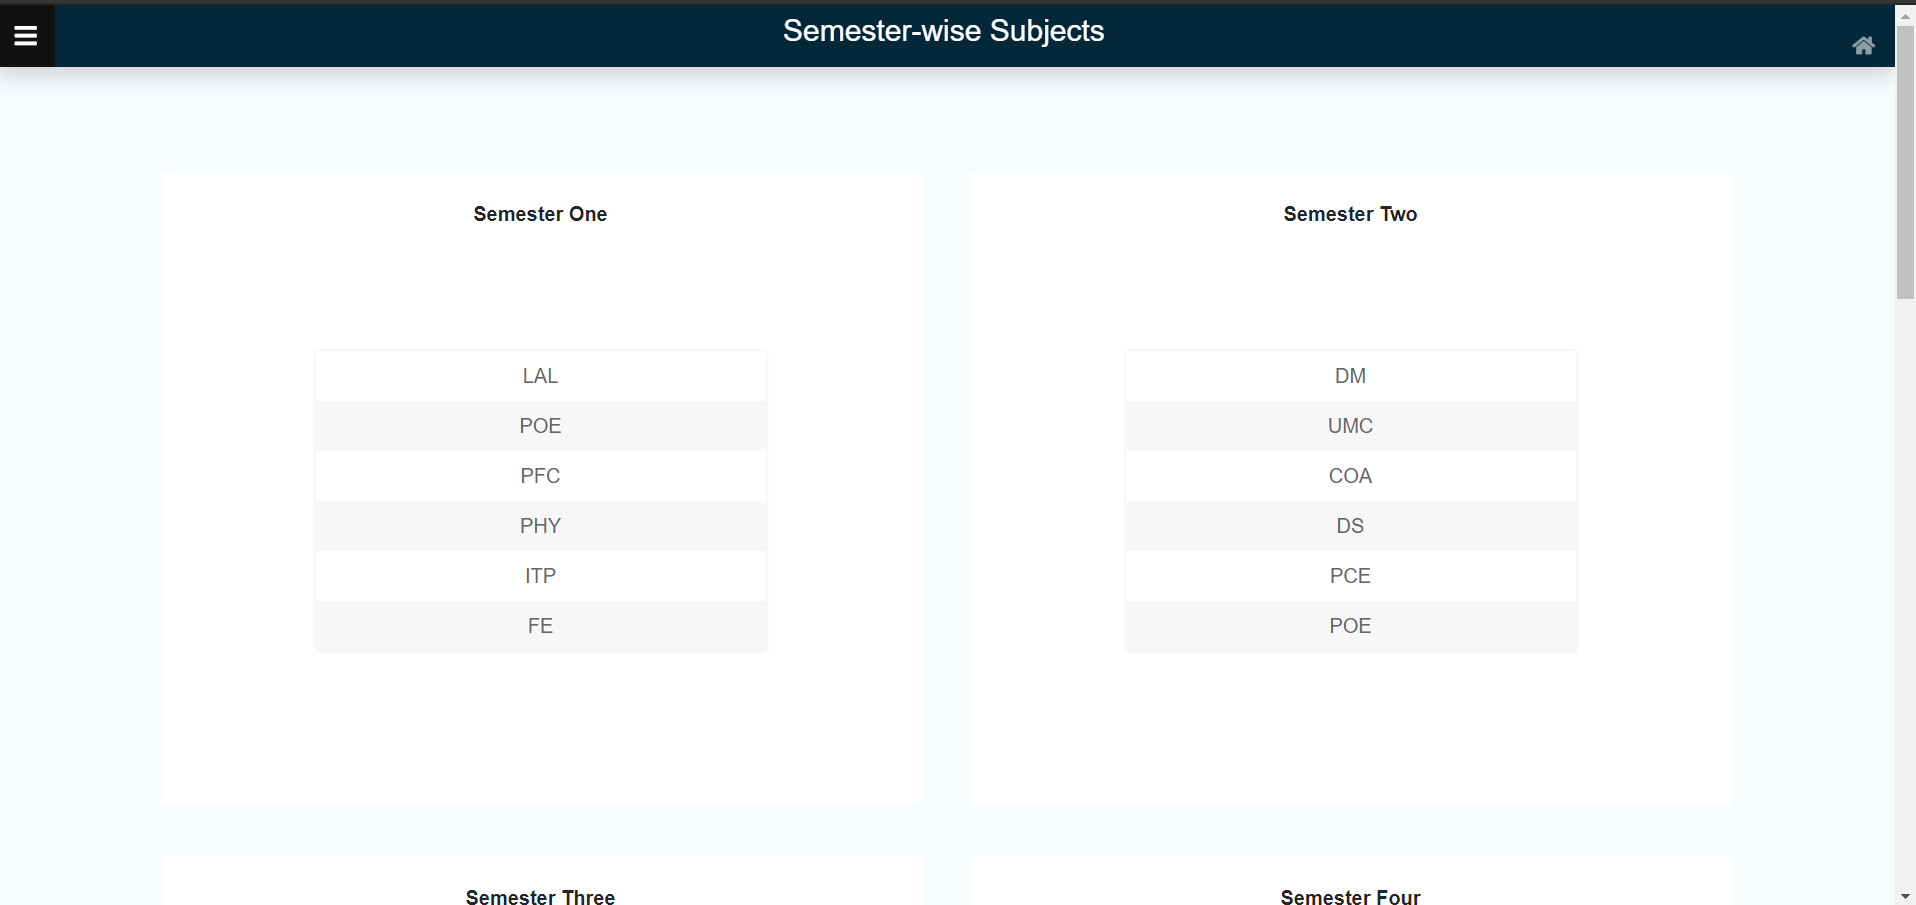 Semester-wise Subjects
Semester One
LAL
POE
PFC
PHY
ITP
FE
Semester Two
DM
UMC
COA
DS
PCE
POE
Semester Three
Semester Four